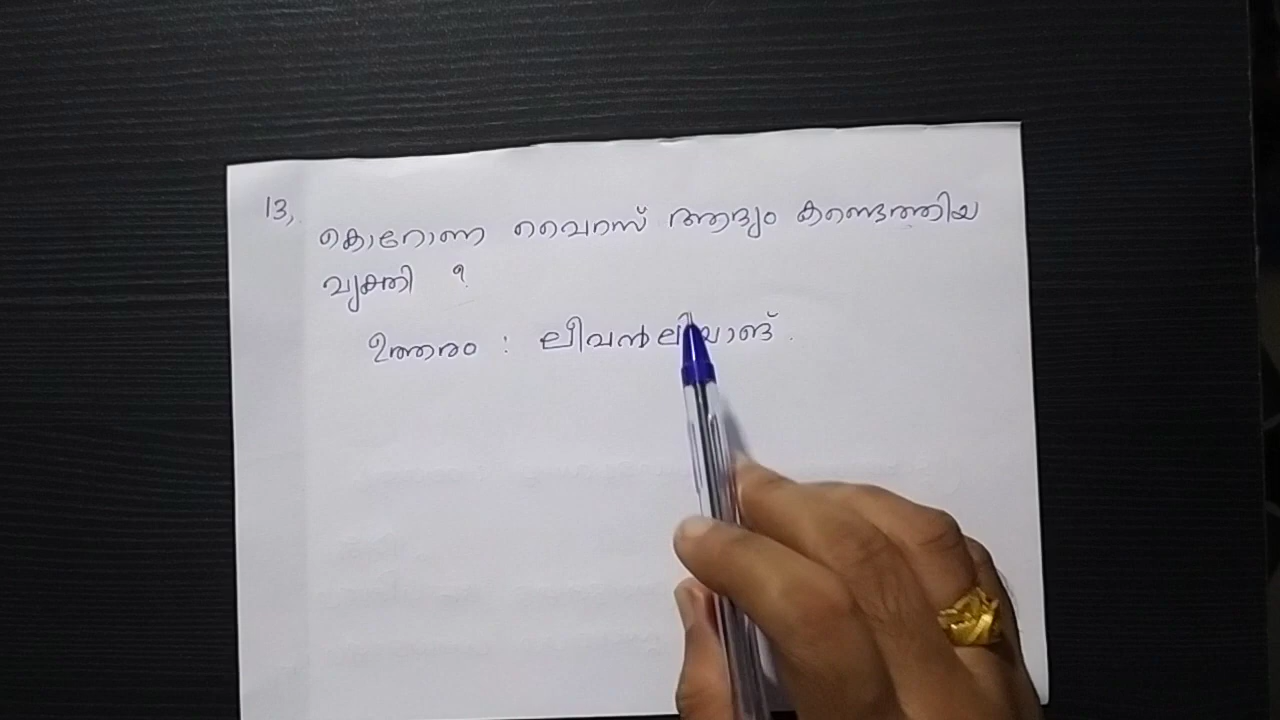 13, കൊറോണ വൈറസ് ആദ്യം കണ്ടെത്തിയ
വ്യക്തി ?
ഉത്തരം : ലീവൻലിയാങ് .